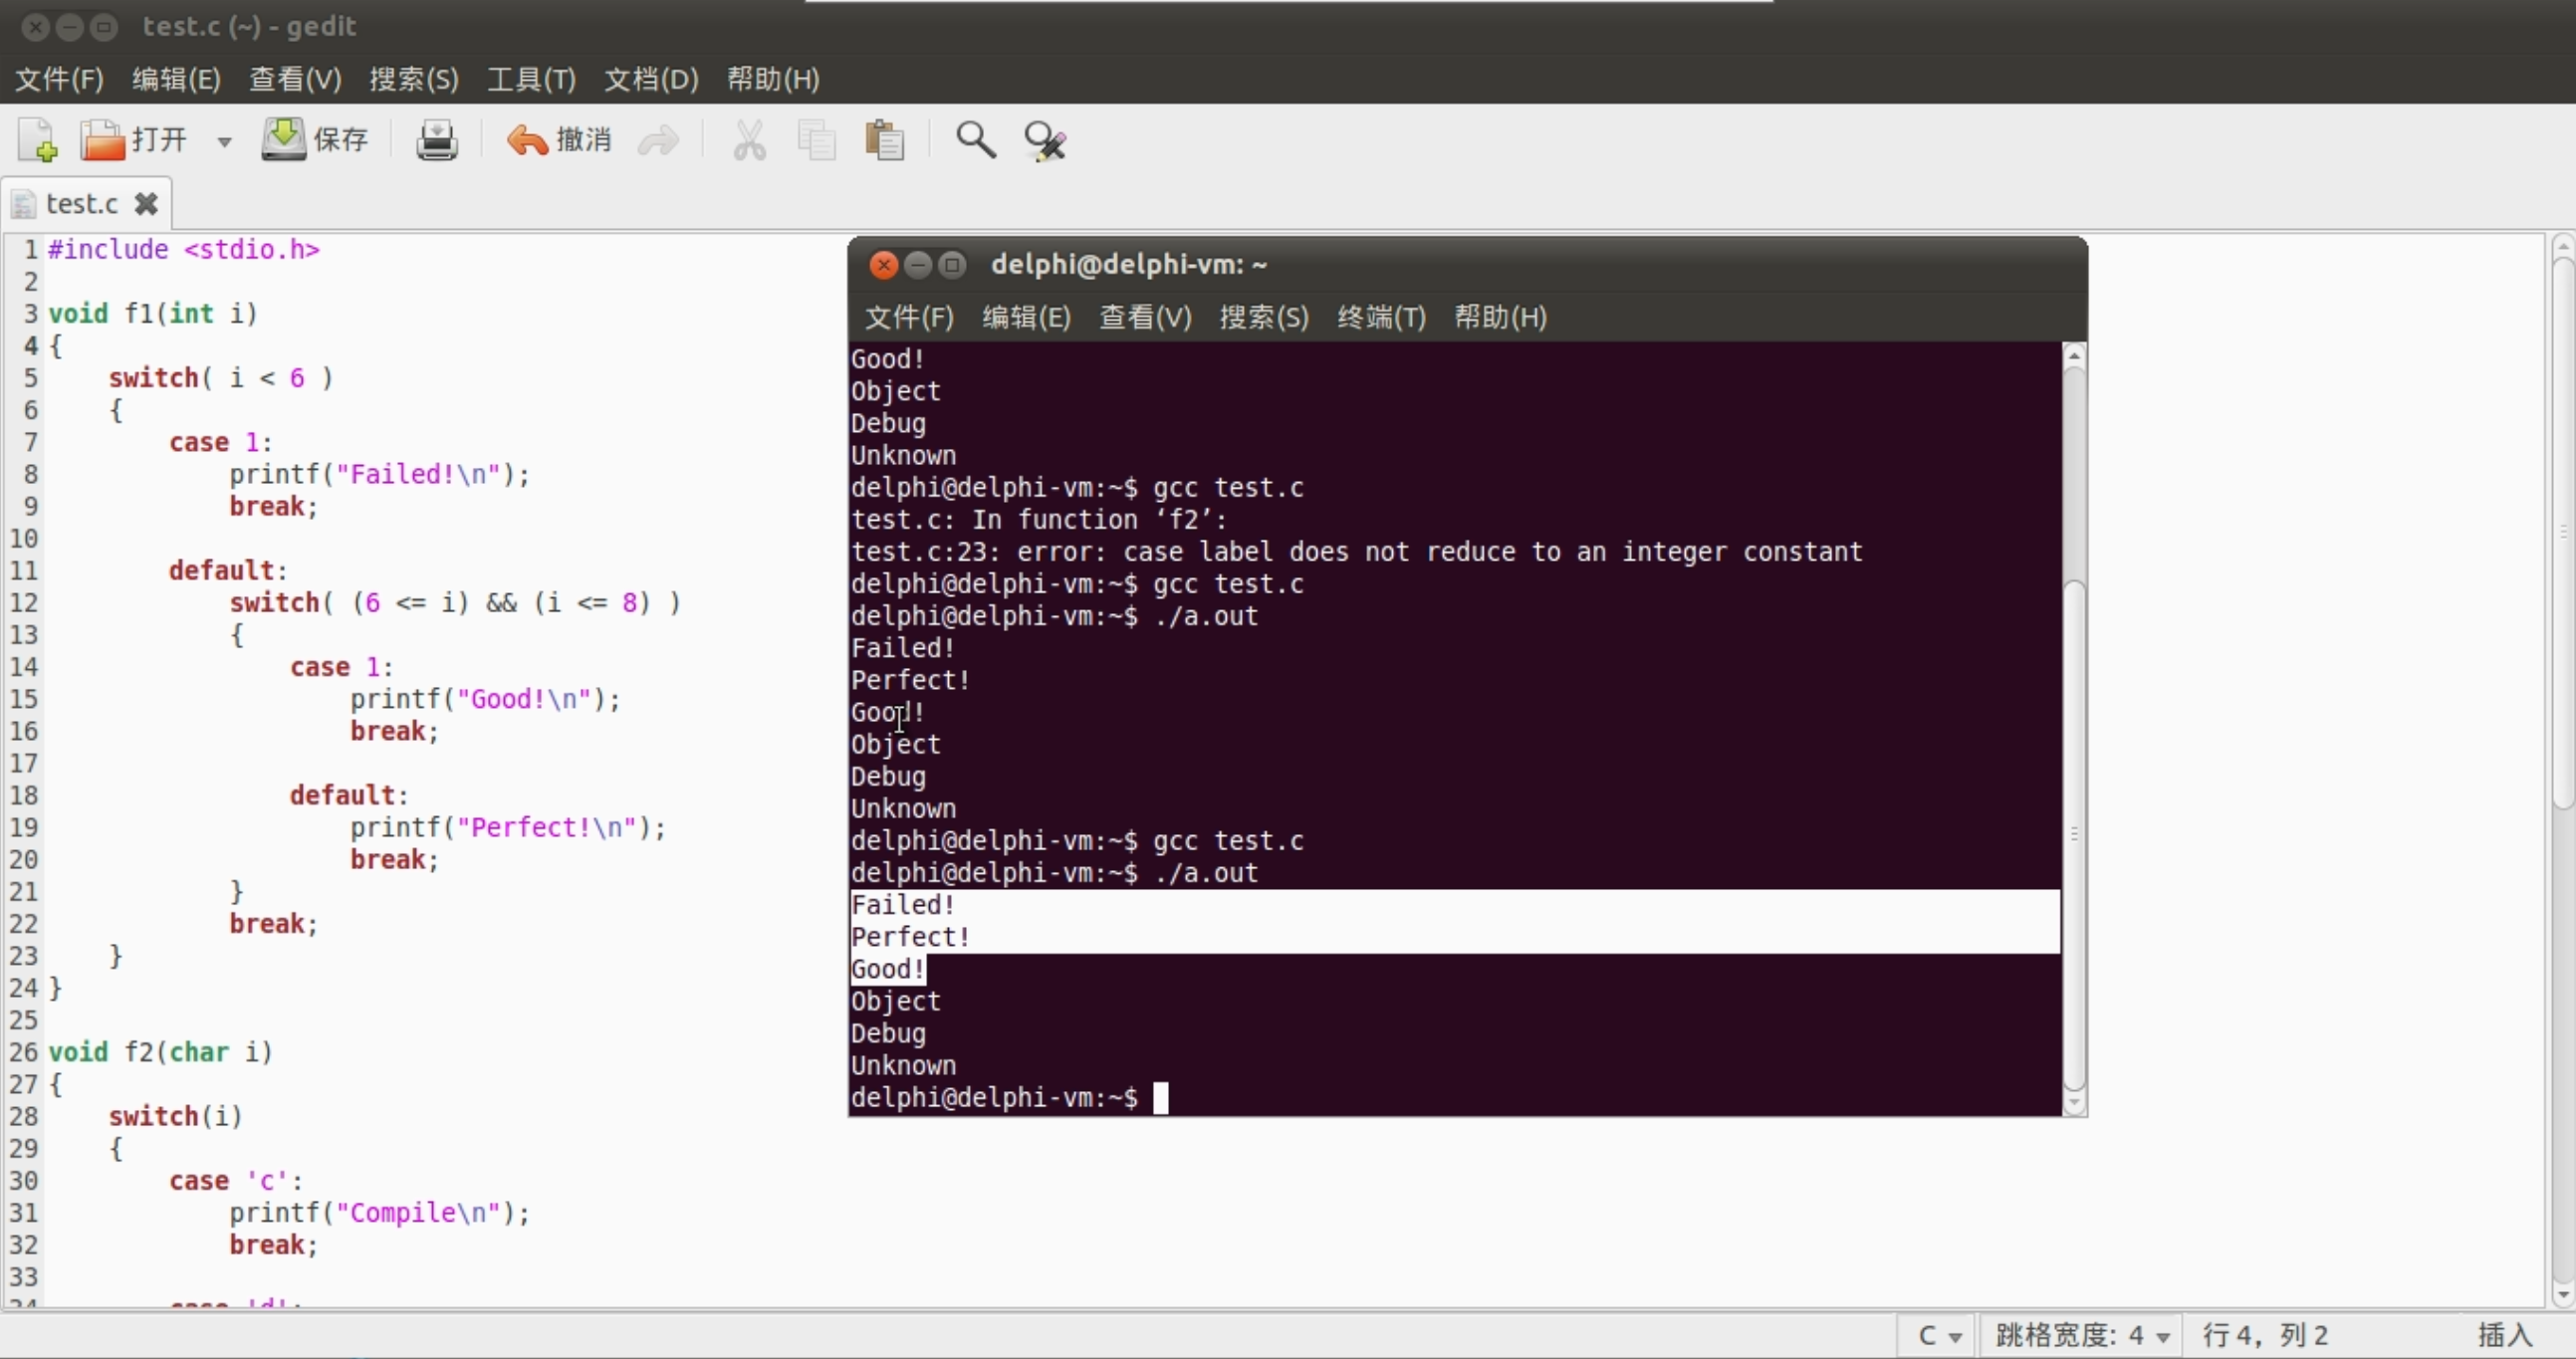 test.c (~) - gedit
文件(F) 编辑(E) 查看(V) 搜索(S) 工具(T) 文档(D) 帮助(H)
打开 保存 撤消
test.c
1 #include <stdio.h>
2
3 void f1(int i)
4 {
5     switch( i < 6 )
6     {
7         case 1:
8             printf("Failed!\n");
9             break;
10
11         default:
12             switch( (6 <= i) && (i <= 8) )
13             {
14                 case 1:
15                     printf("Good!\n");
16                     break;
17
18                 default:
19                     printf("Perfect!\n");
20                     break;
21             }
22             break;
23     }
24 }
25
26 void f2(char i)
27 {
28     switch(i)
29     {
30         case 'c':
31             printf("Compile\n");
32             break;
33
34         case 'd':
delphi@delphi-vm: ~
文件(F) 编辑(E) 查看(V) 搜索(S) 终端(T) 帮助(H)
Good!
Object
Debug
Unknown
delphi@delphi-vm:~$ gcc test.c
test.c: In function ‘f2’:
test.c:23: error: case label does not reduce to an integer constant
delphi@delphi-vm:~$ gcc test.c
delphi@delphi-vm:~$ ./a.out
Failed!
Perfect!
Good!
Object
Debug
Unknown
delphi@delphi-vm:~$ gcc test.c
delphi@delphi-vm:~$ ./a.out
Failed!
Perfect!
Good!
Object
Debug
Unknown
delphi@delphi-vm:~$
C 跳格宽度: 4 行 4, 列 2 插入